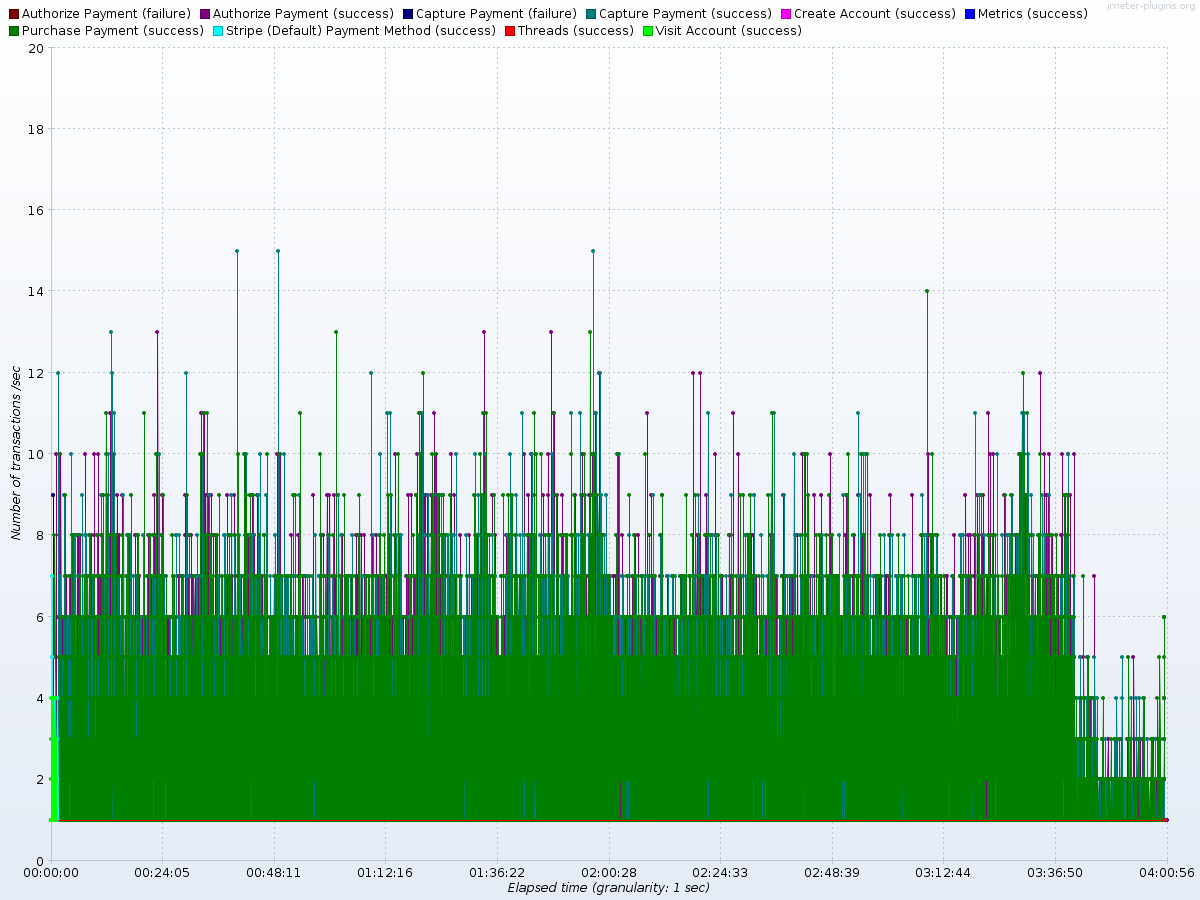 Authorize Payment (failure) Authorize Payment (success) Capture Payment (failure) Capture Payment (success) Create Account (success) Metrics (success)
jmeter-plugins.org
Purchase Payment (success) Stripe (Default) Payment Method (success) Threads (success) Visit Account (success)
20
18
16
14
12
10
8
6
4
2
0
Number of transactions /sec
00:00:00 00:24:05 00:48:11 01:12:16 01:36:22 02:00:28 02:24:33 02:48:39 03:12:44 03:36:50 04:00:56
Elapsed time (granularity: 1 sec)